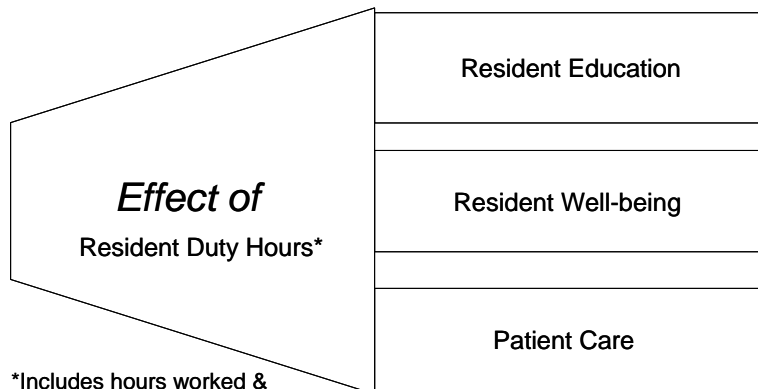 Resident Education
Effect of
Resident Duty Hours*
Resident Well-being
Patient Care
*Includes hours worked &